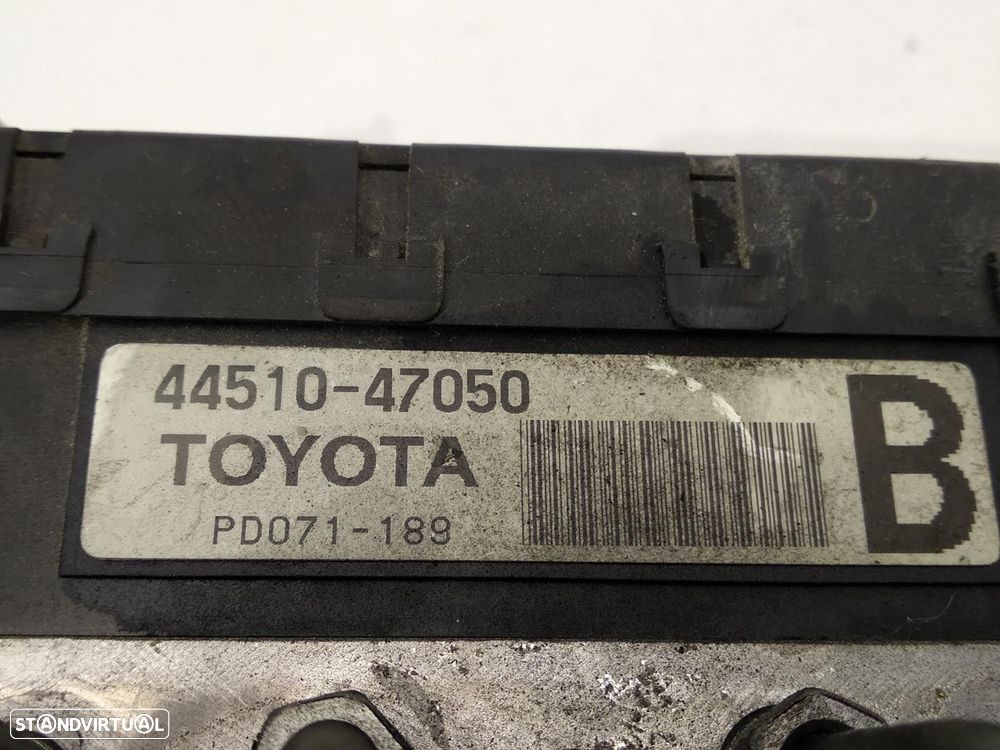 44510-47050
TOYOTA
PD071-189
B
STANDVIRTUAL